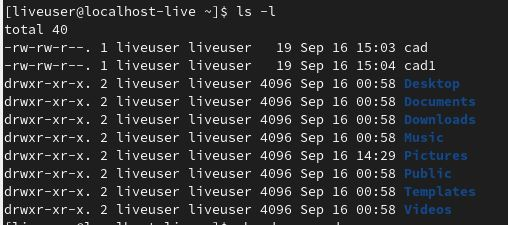 [liveuser@localhost-live ~]$ ls -l
total 40
-rw-rw-r--. 1 liveuser liveuser   19 Sep 16 15:03 cad
-rw-rw-r--. 1 liveuser liveuser   19 Sep 16 15:04 cad1
drwxr-xr-x. 2 liveuser liveuser 4096 Sep 16 00:58 Desktop
drwxr-xr-x. 2 liveuser liveuser 4096 Sep 16 00:58 Documents
drwxr-xr-x. 2 liveuser liveuser 4096 Sep 16 00:58 Downloads
drwxr-xr-x. 2 liveuser liveuser 4096 Sep 16 00:58 Music
drwxr-xr-x. 2 liveuser liveuser 4096 Sep 16 14:29 Pictures
drwxr-xr-x. 2 liveuser liveuser 4096 Sep 16 00:58 Public
drwxr-xr-x. 2 liveuser liveuser 4096 Sep 16 00:58 Templates
drwxr-xr-x. 2 liveuser liveuser 4096 Sep 16 00:58 Videos